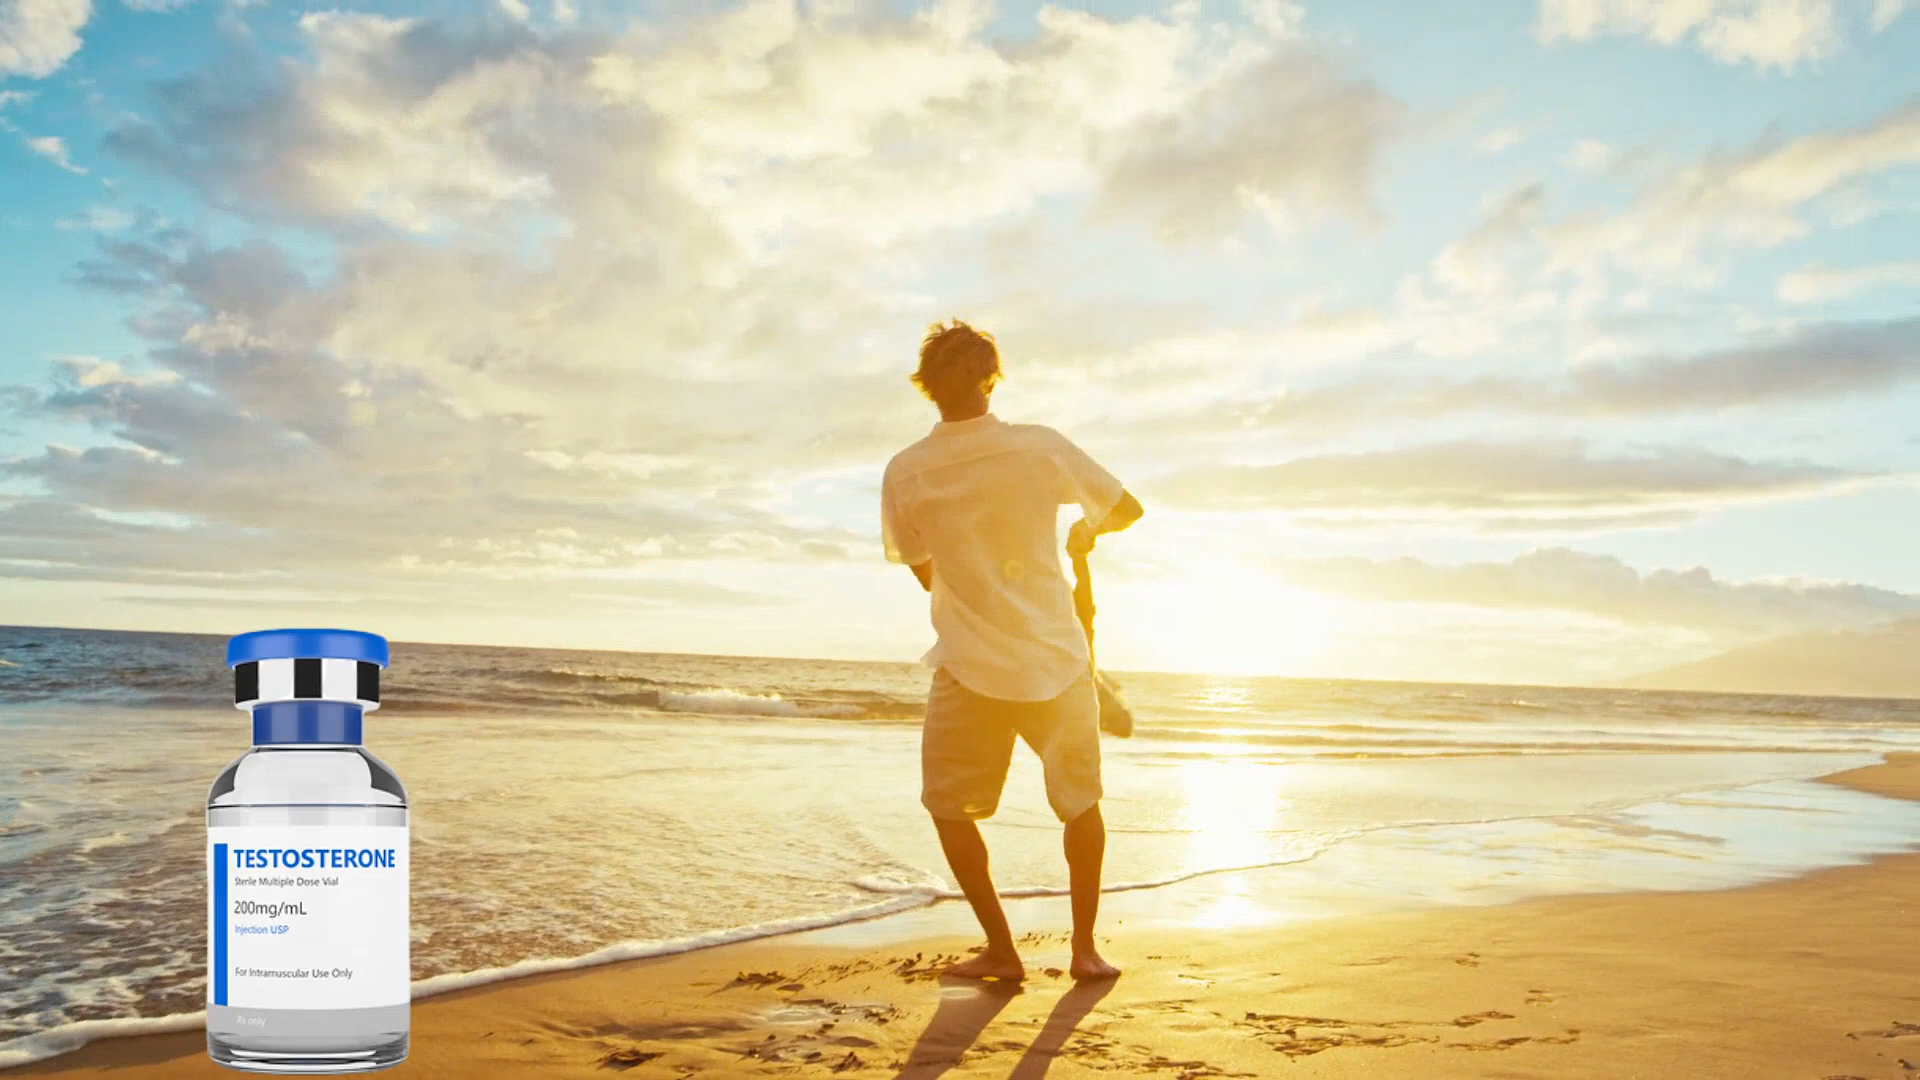 TESTOSTERONE
Sterile Multiple Dose Vial
200mg/mL
Injection USP
For Intramuscular Use Only
Rx only